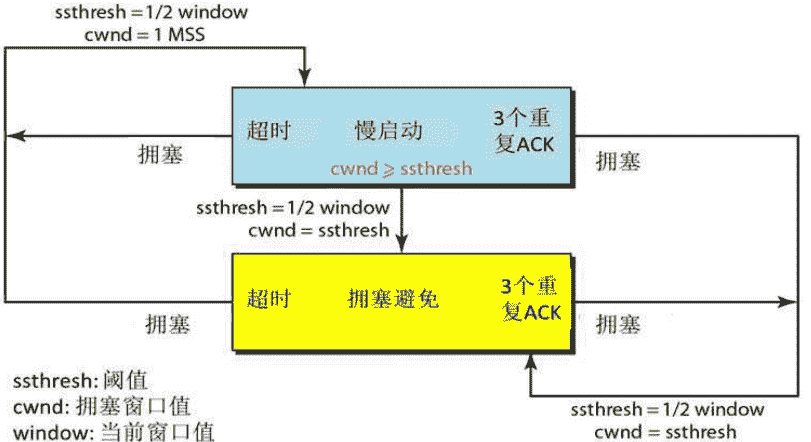 ssthresh =1/2 window
cwnd = 1 MSS
超时
慢启动
3个重
复ACK
拥塞
拥塞
cwnd ⩾ ssthresh
ssthresh =1/2 window
cwnd = ssthresh
超时
拥塞避免
3个重
复ACK
拥塞
拥塞
ssthresh: 阈值
cwnd: 拥塞窗口值
window: 当前窗口值
ssthresh =1/2 window
cwnd = ssthresh